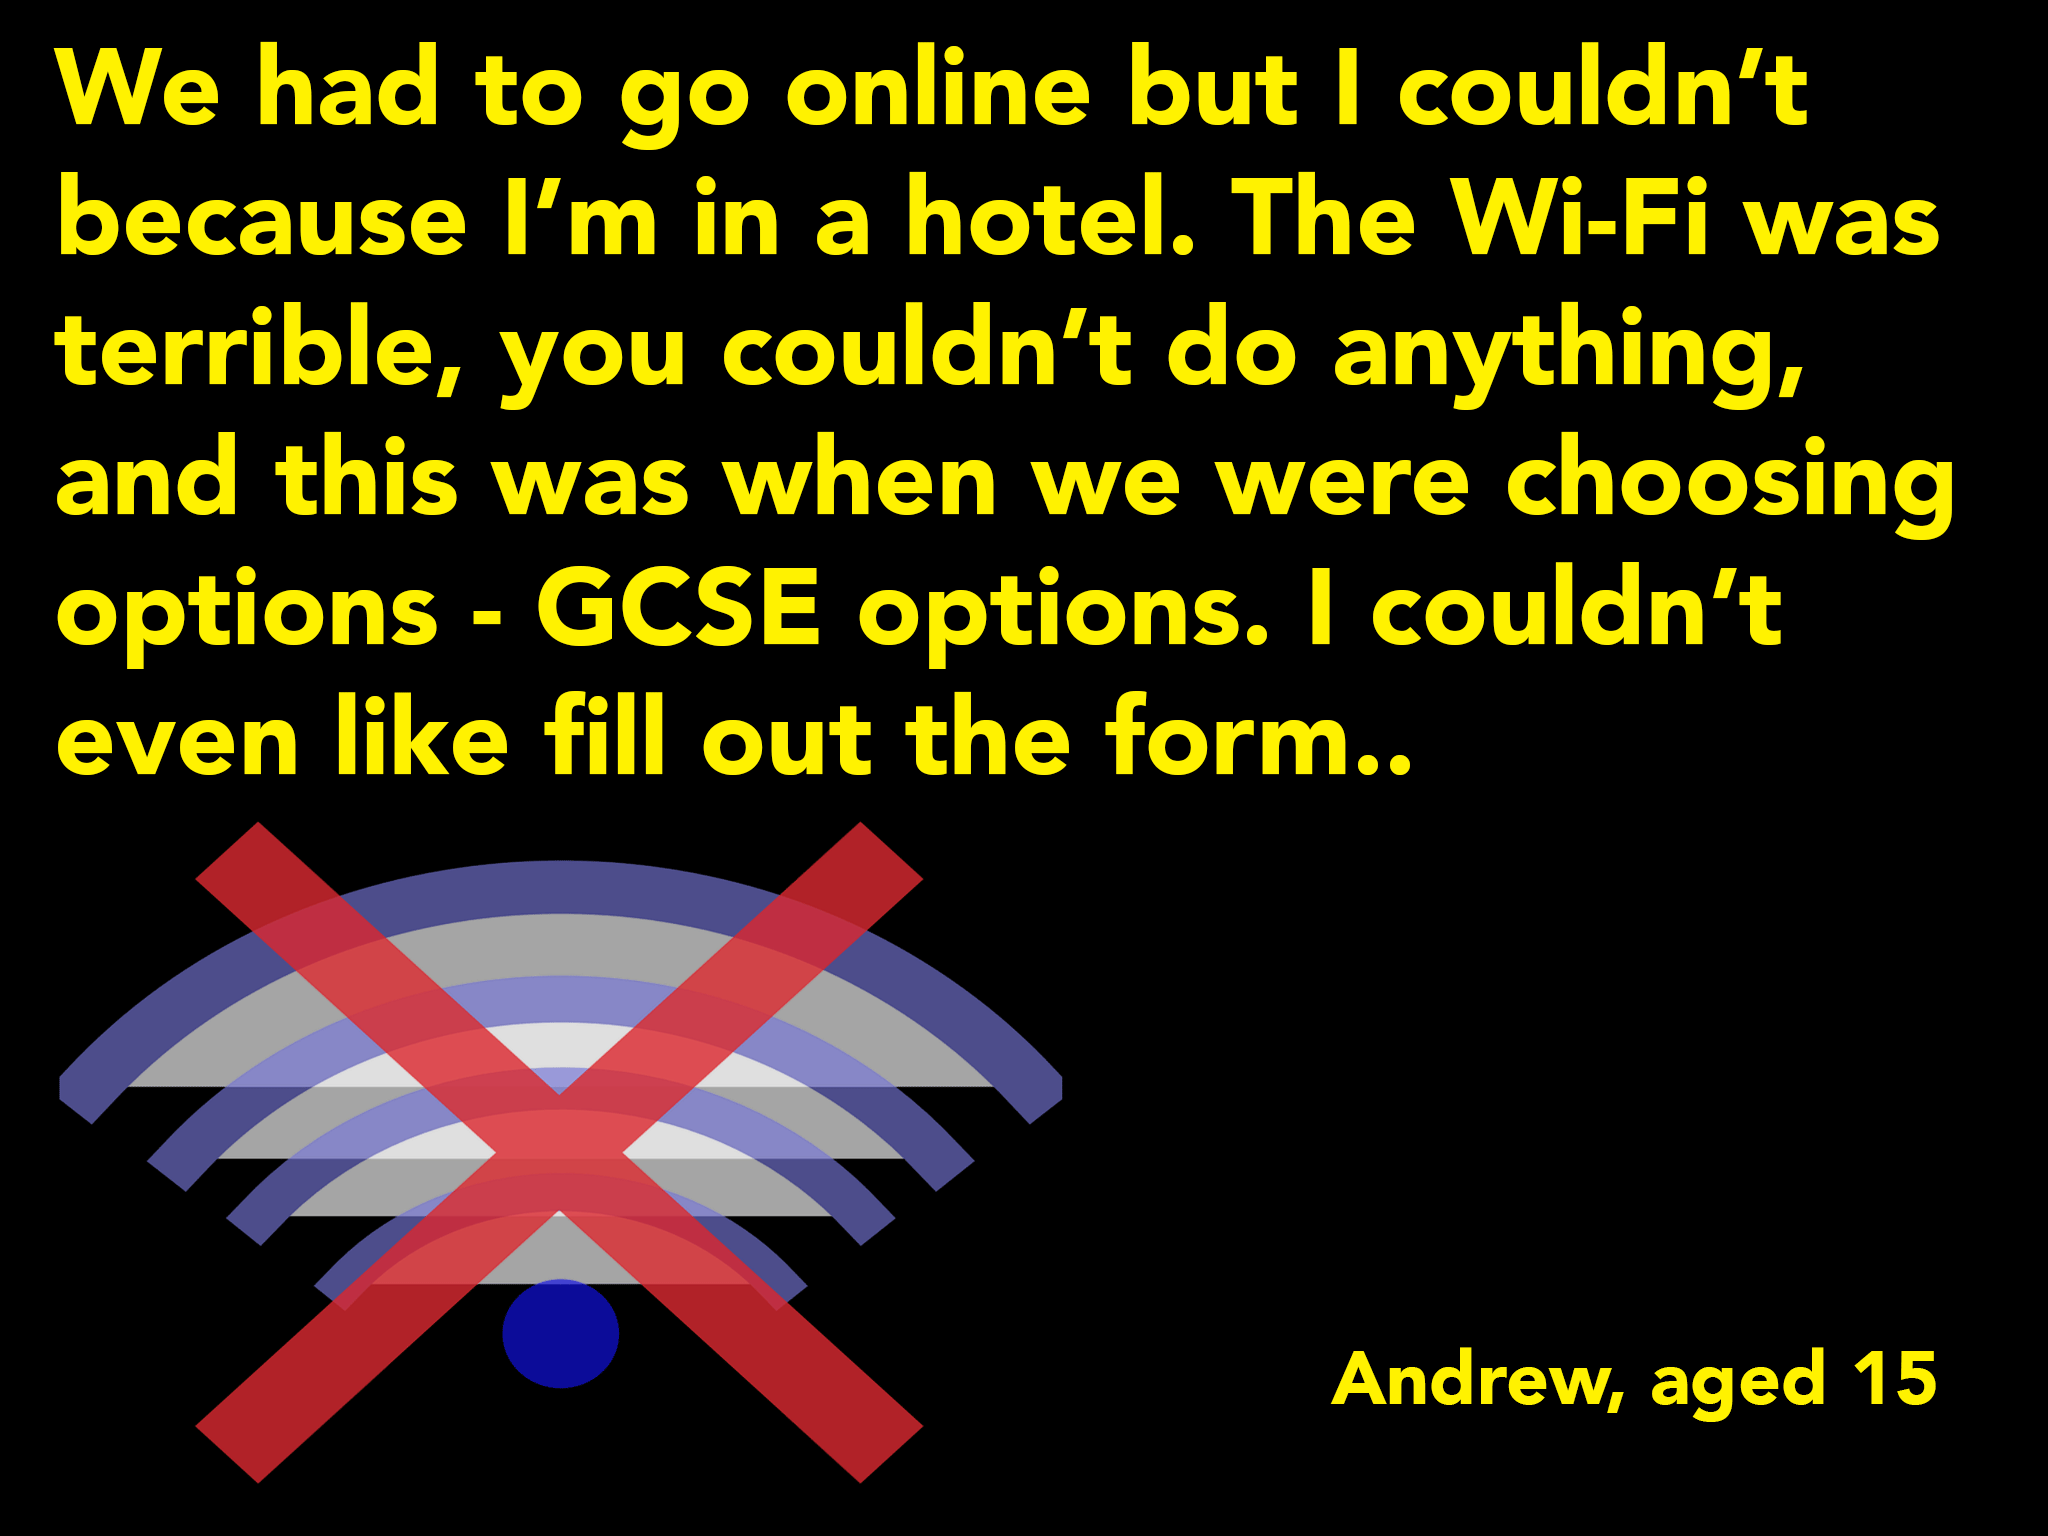 We had to go online but I couldn’t
because I’m in a hotel. The Wi-Fi was
terrible, you couldn’t do anything,
and this was when we were choosing
options - GCSE options. I couldn’t
even like fill out the form..
Andrew, aged 15